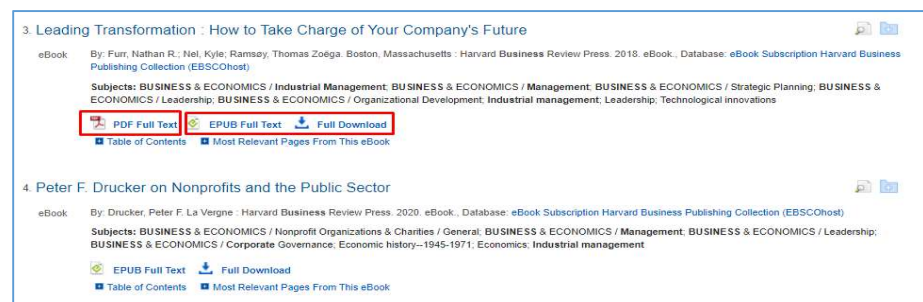 3. Leading Transformation : How to Take Charge of Your Company's Future
eBook By: Furr, Nathan R.; Nel, Kyle; Ramsøy, Thomas Zoëga. Boston, Massachusetts : Harvard Business Review Press. 2018. eBook., Database: eBook Subscription Harvard Business
Publishing Collection (EBSCOhost)
Subjects: BUSINESS & ECONOMICS / Industrial Management; BUSINESS & ECONOMICS / Management; BUSINESS & ECONOMICS / Strategic Planning; BUSINESS &
ECONOMICS / Leadership; BUSINESS & ECONOMICS / Organizational Development; Industrial management; Leadership; Technological innovations
PDF Full Text EPUB Full Text Full Download
Table of Contents Most Relevant Pages From This eBook
4. Peter F. Drucker on Nonprofits and the Public Sector
eBook By: Drucker, Peter F. La Vergne : Harvard Business Review Press. 2020. eBook., Database: eBook Subscription Harvard Business Publishing Collection (EBSCOhost)
Subjects: BUSINESS & ECONOMICS / Nonprofit Organizations & Charities / General; BUSINESS & ECONOMICS / Management; BUSINESS & ECONOMICS / Leadership;
BUSINESS & ECONOMICS / Corporate Governance; Economic history--1945-1971; Economics; Industrial management
EPUB Full Text Full Download
Table of Contents Most Relevant Pages From This eBook